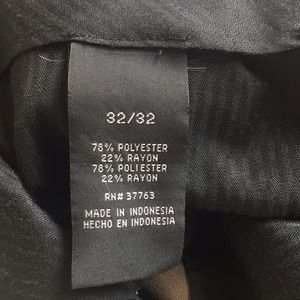 32/32
78% POLYESTER
22% RAYON
78% POLIESTER
22% RAYON
RN# 37763
MADE IN INDONESIA
HECHO EN INDONESIA